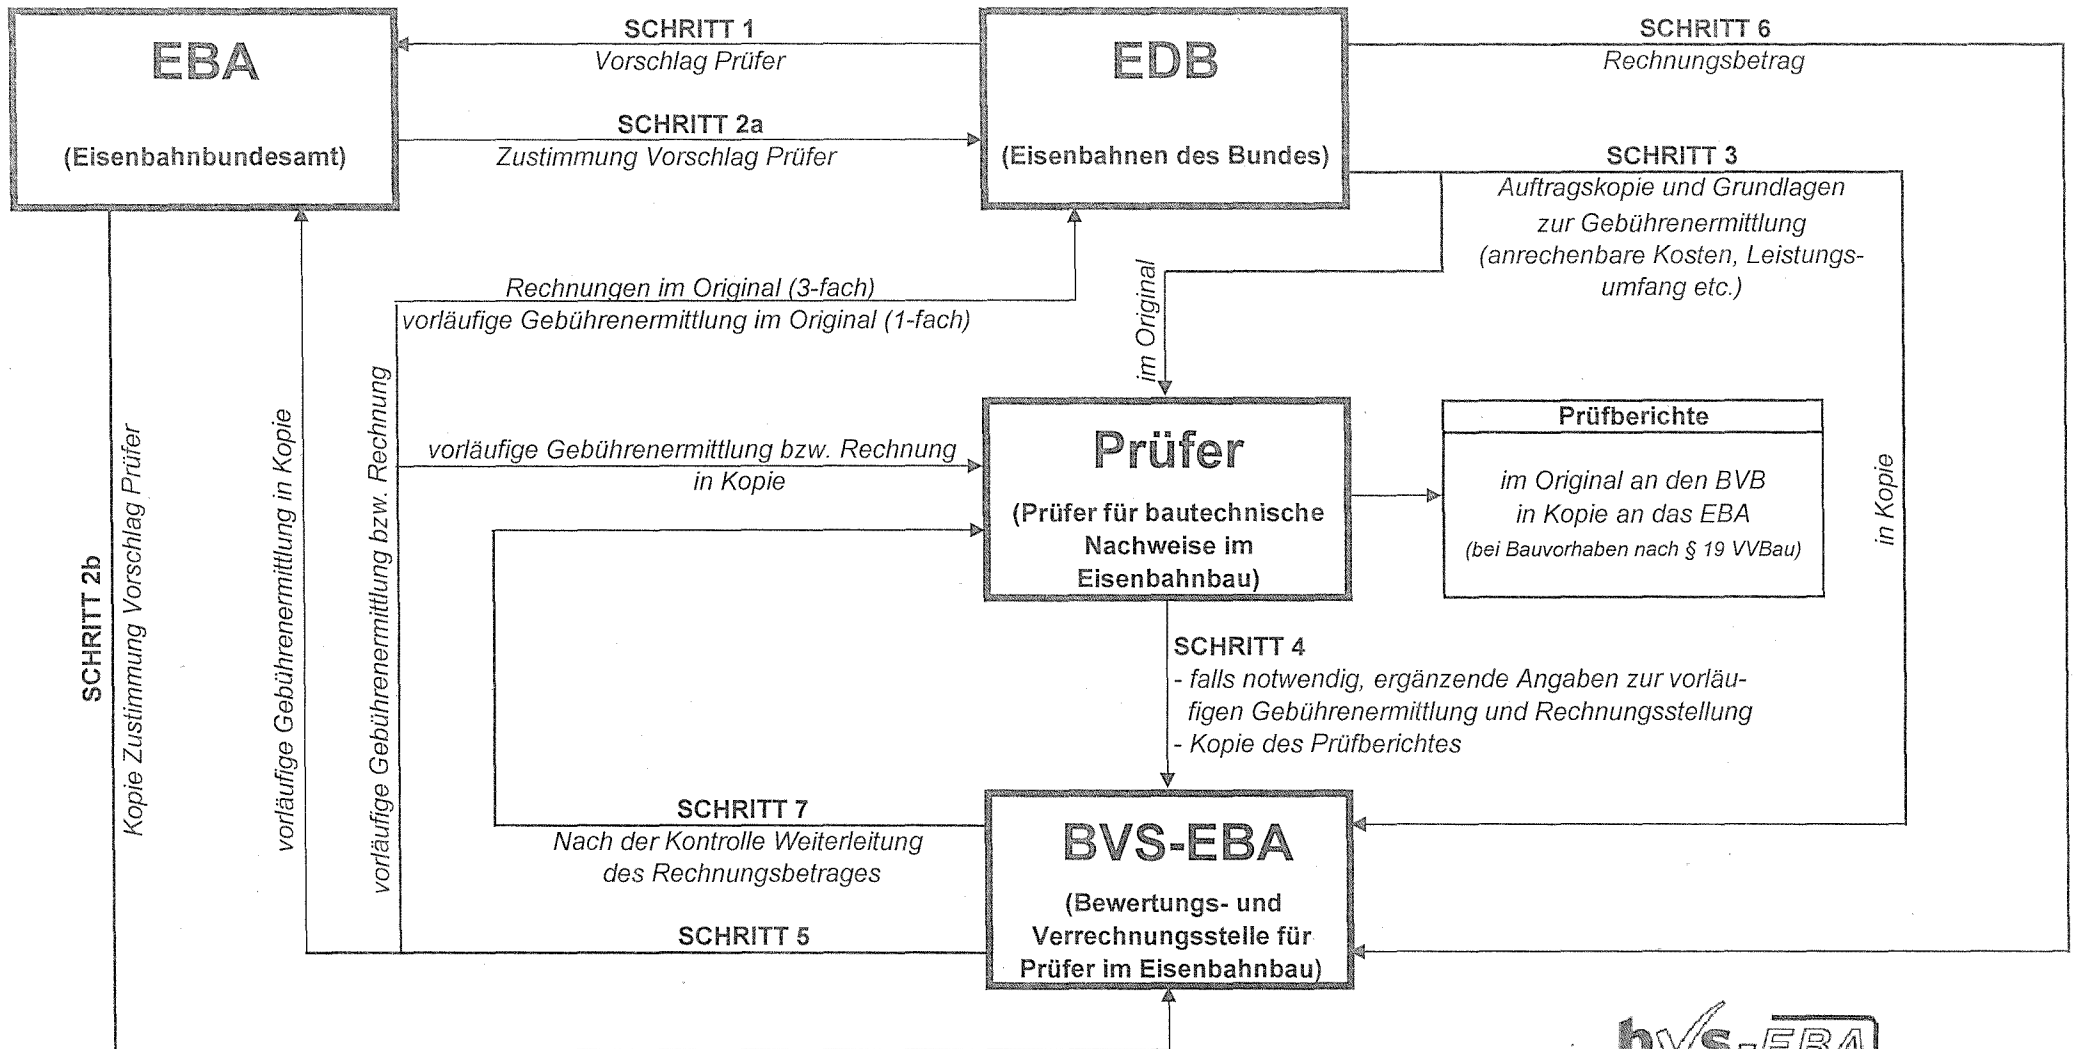 SCHRITT 1
Vorschlag Prüfer
SCHRITT 6
Rechnungsbetrag
EBA
(Eisenbahnbundesamt)
EDB
(Eisenbahnen des Bundes)
SCHRITT 2a
Zustimmung Vorschlag Prüfer
SCHRITT 3
Auftragskopie und Grundlagen
zur Gebührenermittlung
(anrechenbare Kosten, Leistungs-
umfang etc.)
Rechnungen im Original (3-fach)
vorläufige Gebührenermittlung im Original (1-fach)
im Original
vorläufige Gebührenermittlung bzw. Rechnung
in Kopie
Prüfer
(Prüfer für bautechnische
Nachweise im
Eisenbahnbau)
Prüfberichte
im Original an den BVB
in Kopie an das EBA
(bei Bauvorhaben nach § 19 VVBau)
in Kopie
SCHRITT 2b
Kopie Zustimmung Vorschlag Prüfer
vorläufige Gebührenermittlung in Kopie
vorläufige Gebührenermittlung bzw. Rechnung
SCHRITT 4
- falls notwendig, ergänzende Angaben zur vorläu-
figen Gebührenermittlung und Rechnungsstellung
- Kopie des Prüfberichtes
SCHRITT 7
Nach der Kontrolle Weiterleitung
des Rechnungsbetrages
BVS-EBA
(Bewertungs- und
Verrechnungsstelle für
Prüfer im Eisenbahnbau)
SCHRITT 5
bvs-EBA